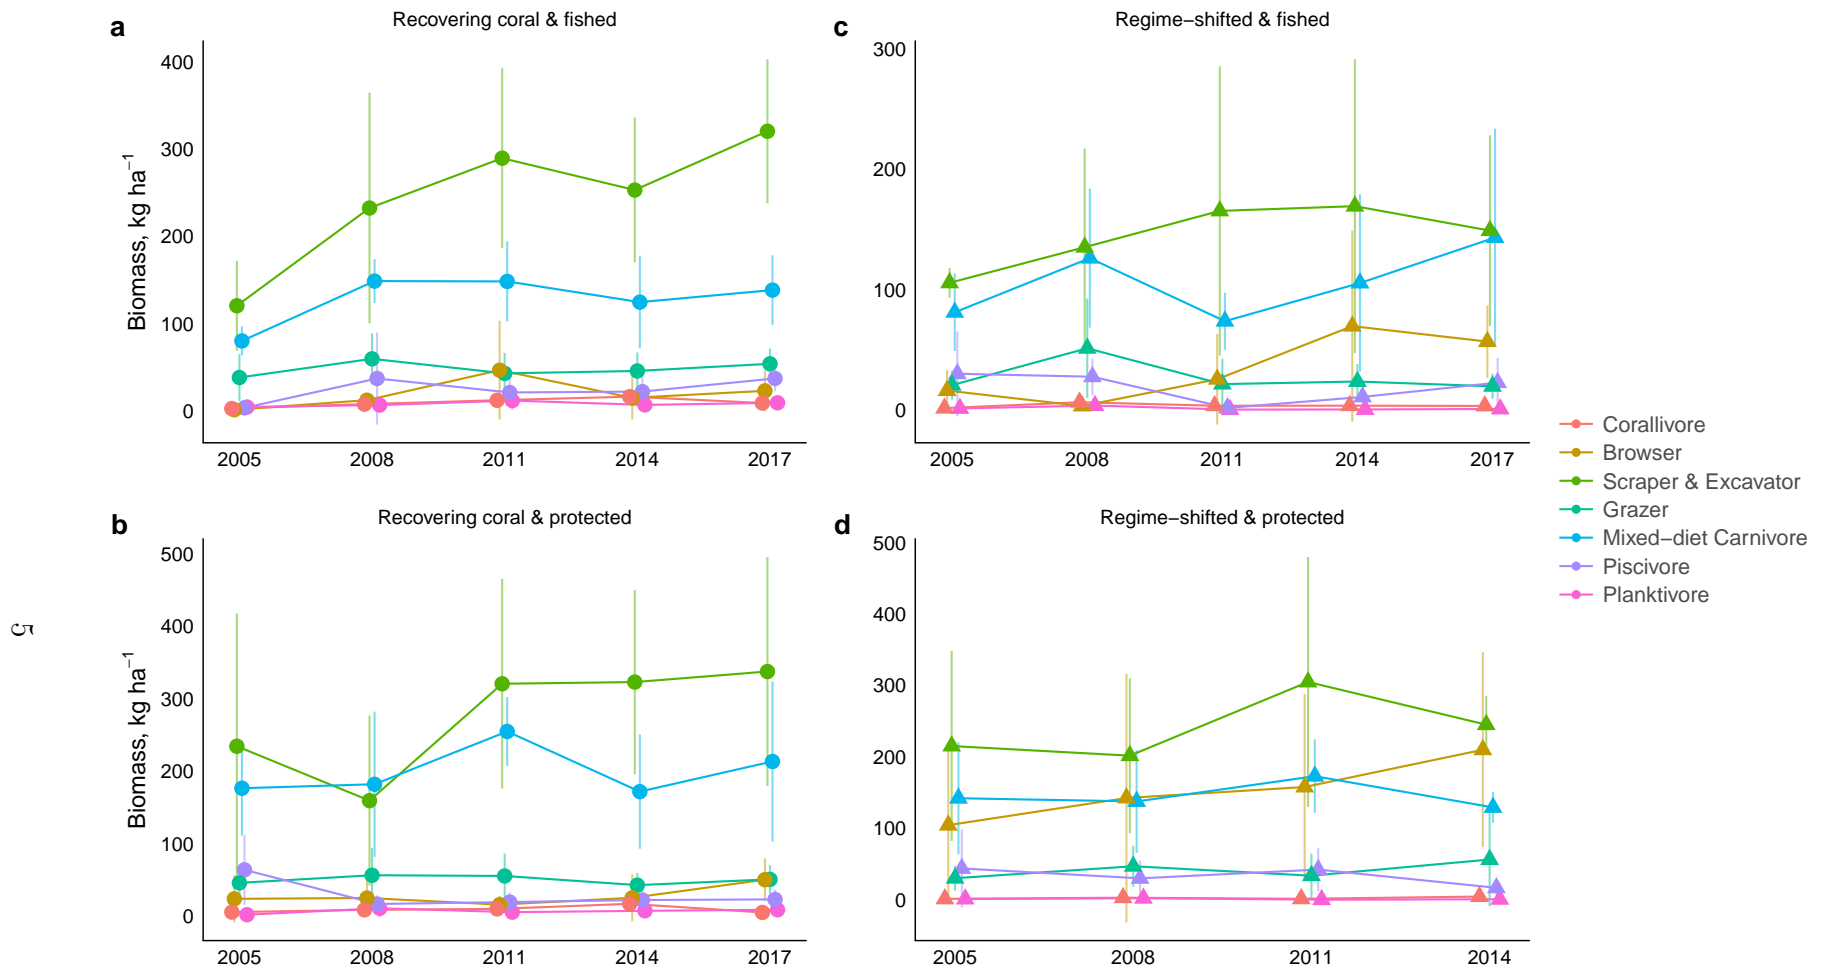 a
Recovering coral & fished
Biomass, kg ha⁻¹
400
300
200
100
0
2005 2008 2011 2014 2017
c
Regime−shifted & fished
300
200
100
0
2005 2008 2011 2014 2017
b
Recovering coral & protected
Biomass, kg ha⁻¹
500
400
300
200
100
0
2005 2008 2011 2014 2017
d
Regime−shifted & protected
500
400
300
200
100
0
2005 2008 2011 2014
Corallivore
Browser
Scraper & Excavator
Grazer
Mixed−diet Carnivore
Piscivore
Planktivore
5